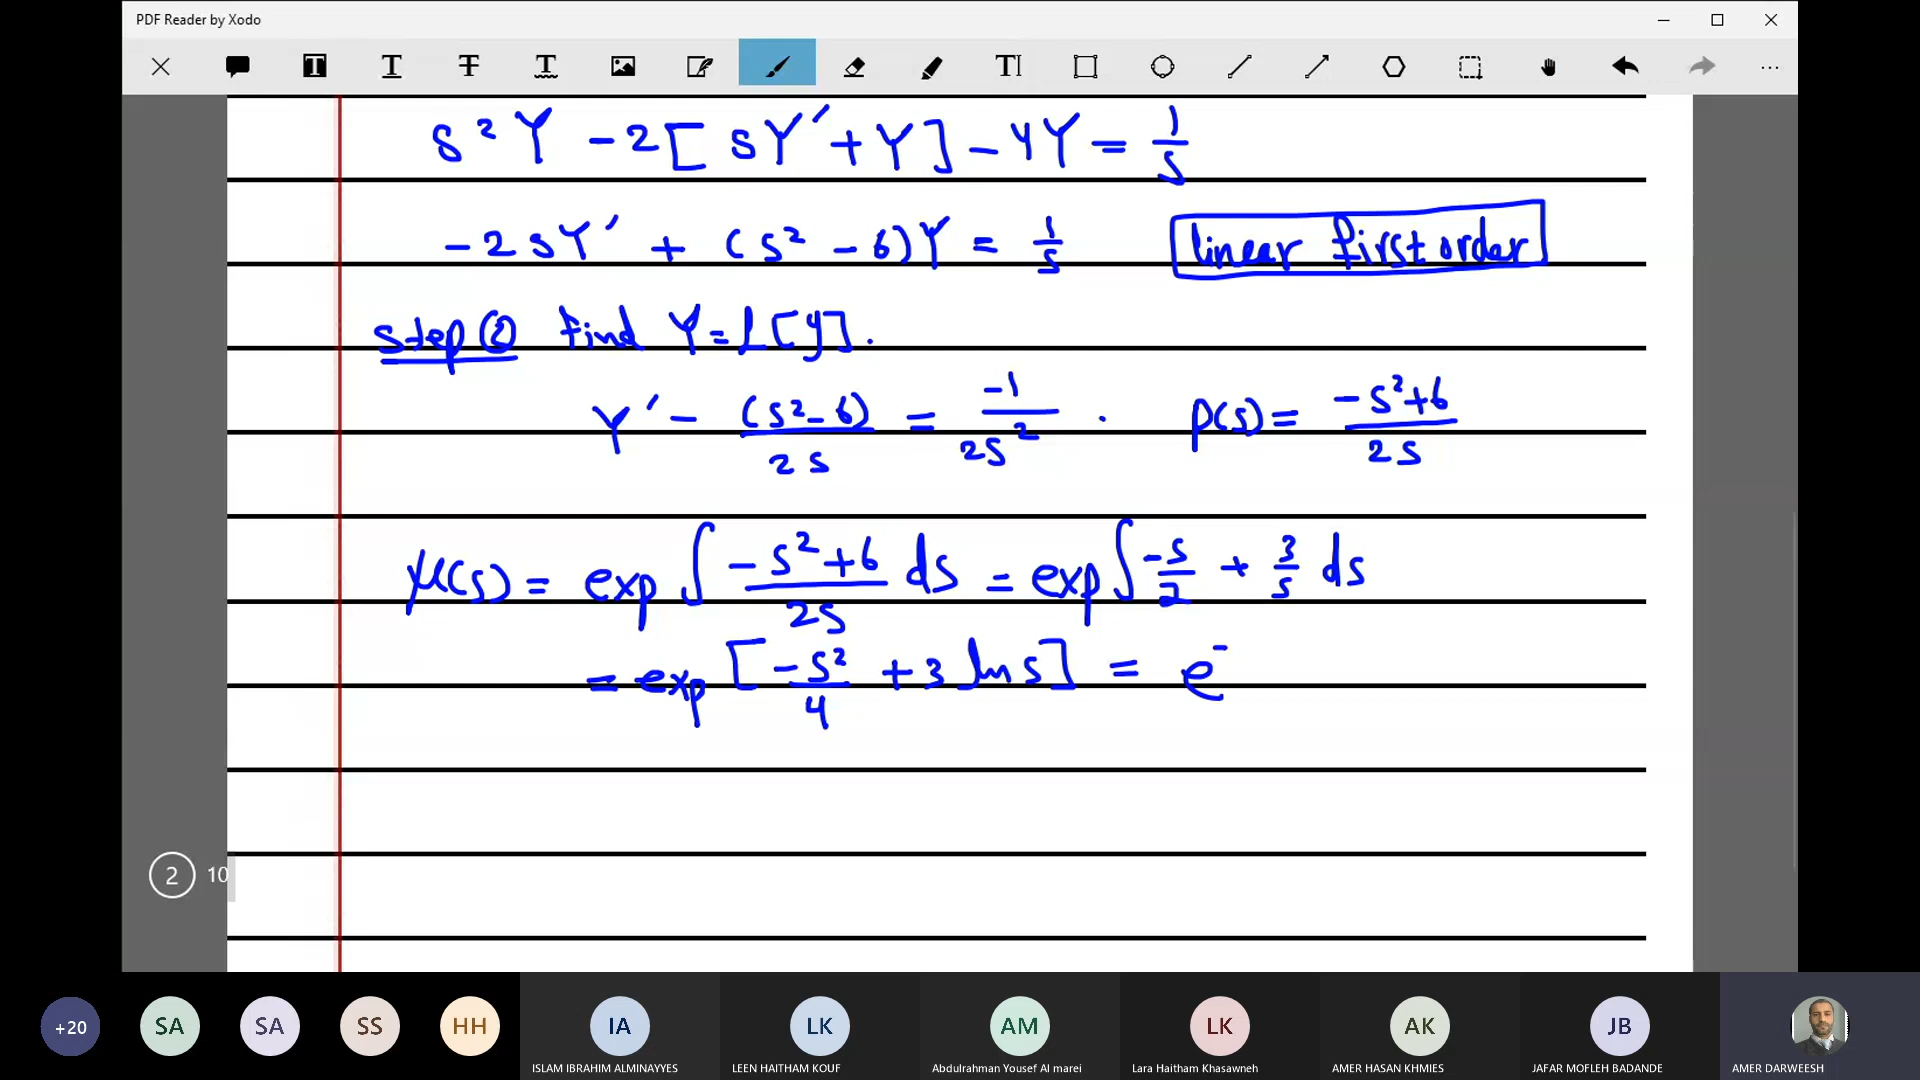 PDF Reader by Xodo
s² Y - 2 [ sY' + Y ] - 4Y = 1/s
-2sY' + (s² - 6)Y = 1/s linear first order
step ② find Y = L[y].
Y' - (s² - 6)/2s = -1/2s² . p(s) = -s²+6/2s
μ(s) = exp ∫ -s²+6/2s ds = exp ∫ -s/2 + 3/s ds
= exp [ -s²/4 + 3 ln s ] = e⁻
2 10
+20 SA SA SS HH IA LK AM LK AK JB
ISLAM IBRAHIM ALMINAYYES LEEN HAITHAM KOUF Abdulrahman Yousef Al marei Lara Haitham Khasawneh AMER HASAN KHMIES JAFAR MOFLEH BADANDE AMER DARWEESH